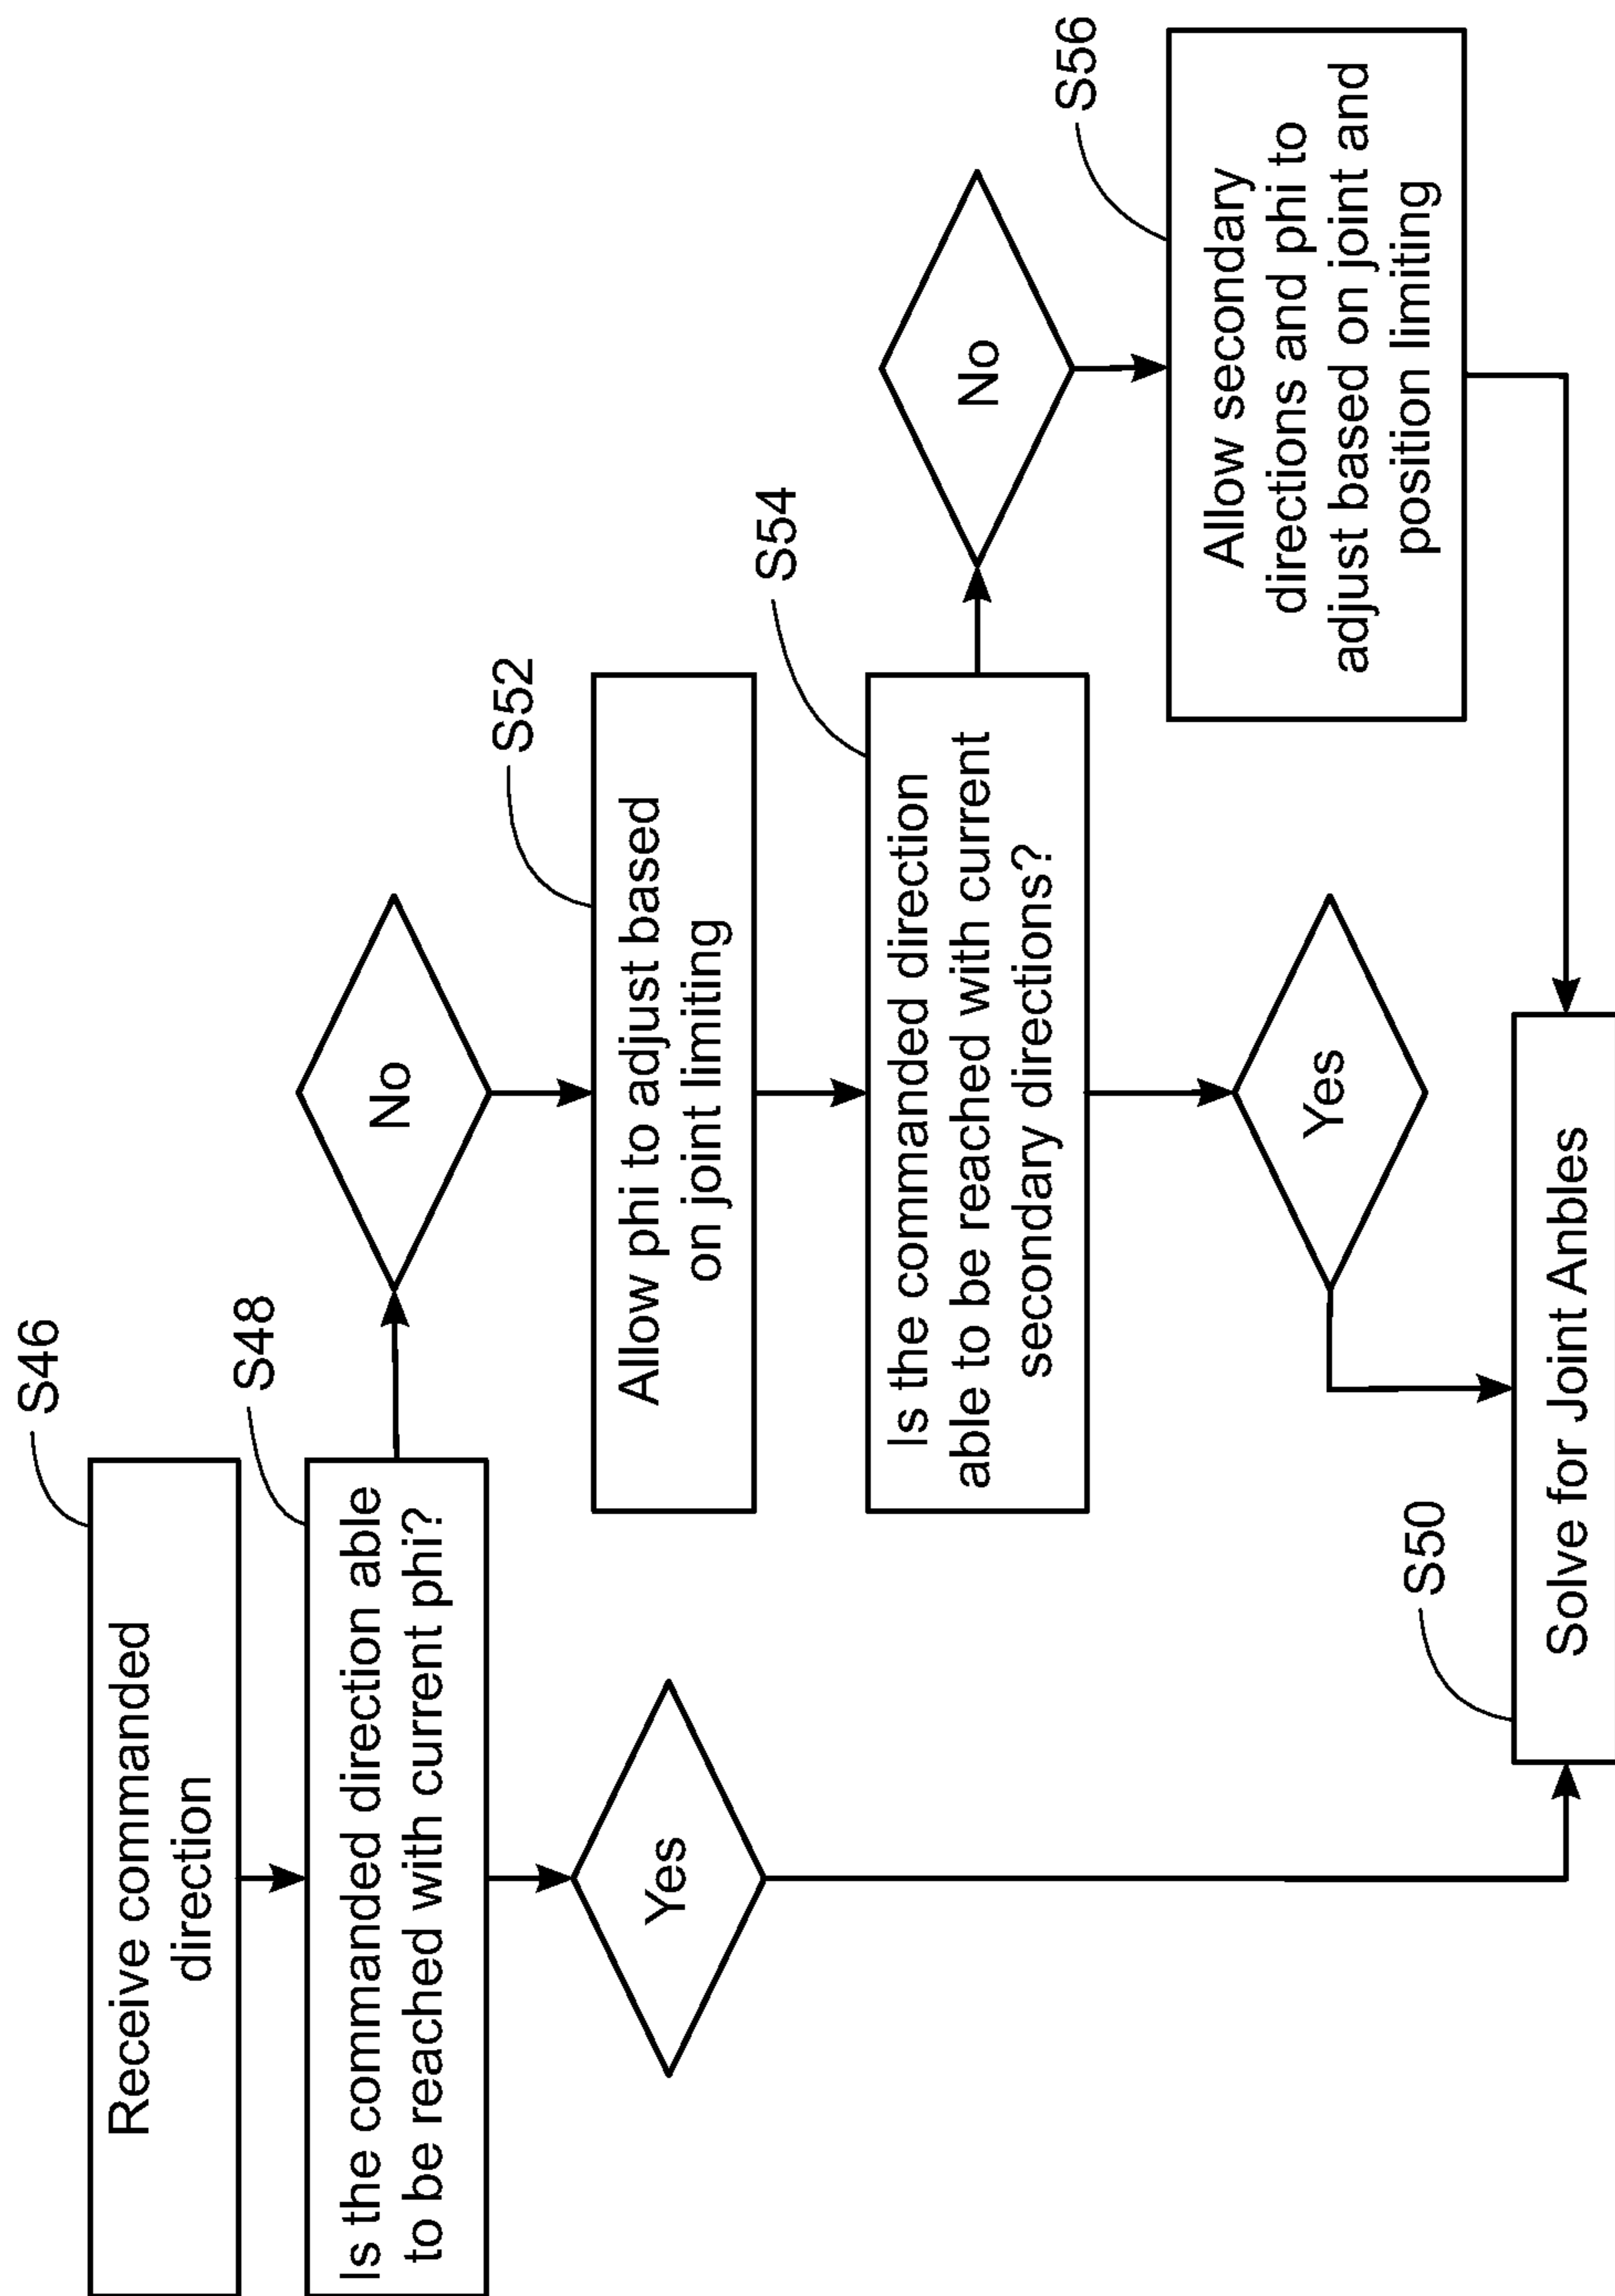 S46
Receive commanded
direction
S48
Is the commanded direction able
to be reached with current phi?
No
Yes
S52
Allow phi to adjust based
on joint limiting
S54
Is the commanded direction
able to be reached with current
secondary directions?
No
Yes
S56
Allow secondary
directions and phi to
adjust based on joint and
position limiting
S50
Solve for Joint Anbles